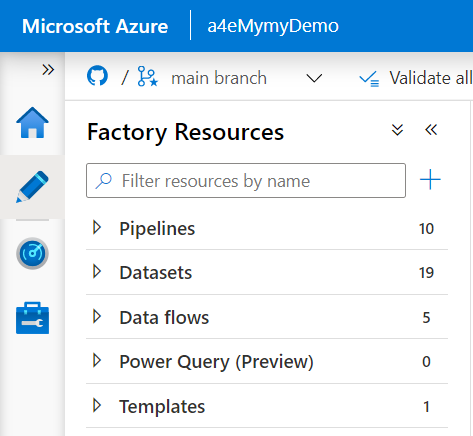 Microsoft Azure a4eMymyDemo
/ main branch Validate all
Factory Resources
Filter resources by name
Pipelines 10
Datasets 19
Data flows 5
Power Query (Preview) 0
Templates 1